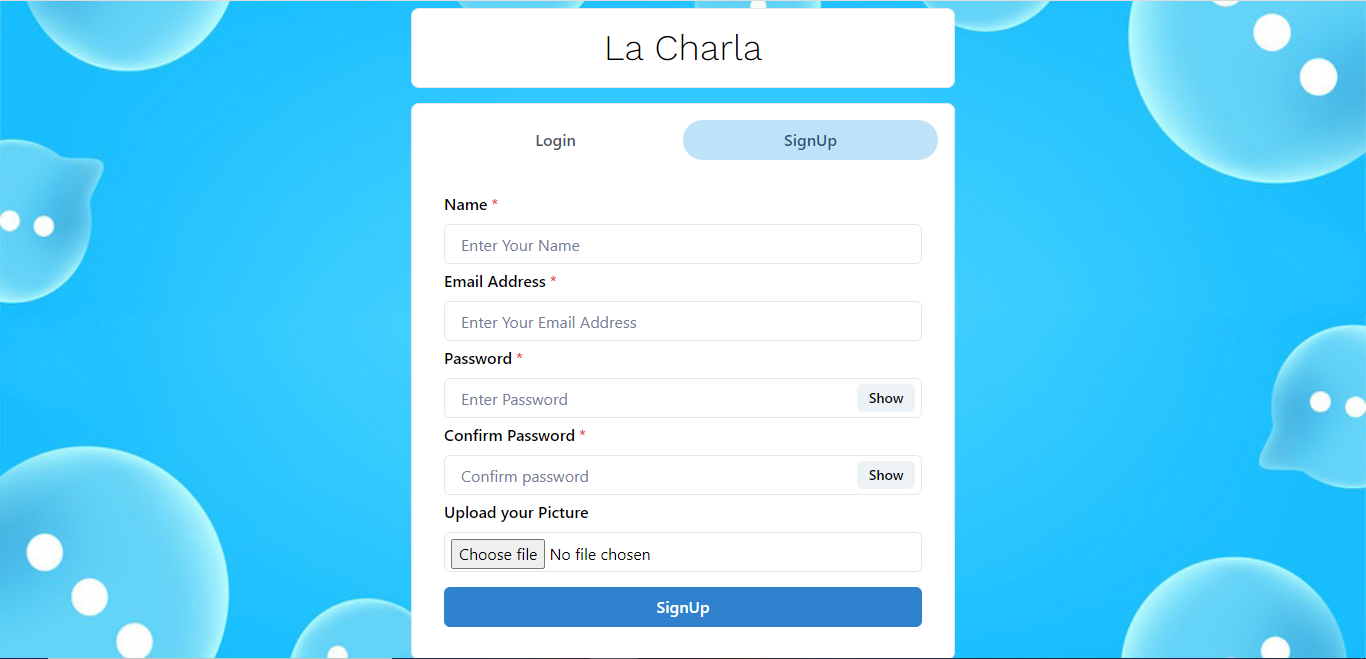 La Charla
Login SignUp
Name *
Enter Your Name
Email Address *
Enter Your Email Address
Password *
Enter Password Show
Confirm Password *
Confirm password Show
Upload your Picture
Choose file No file chosen
SignUp